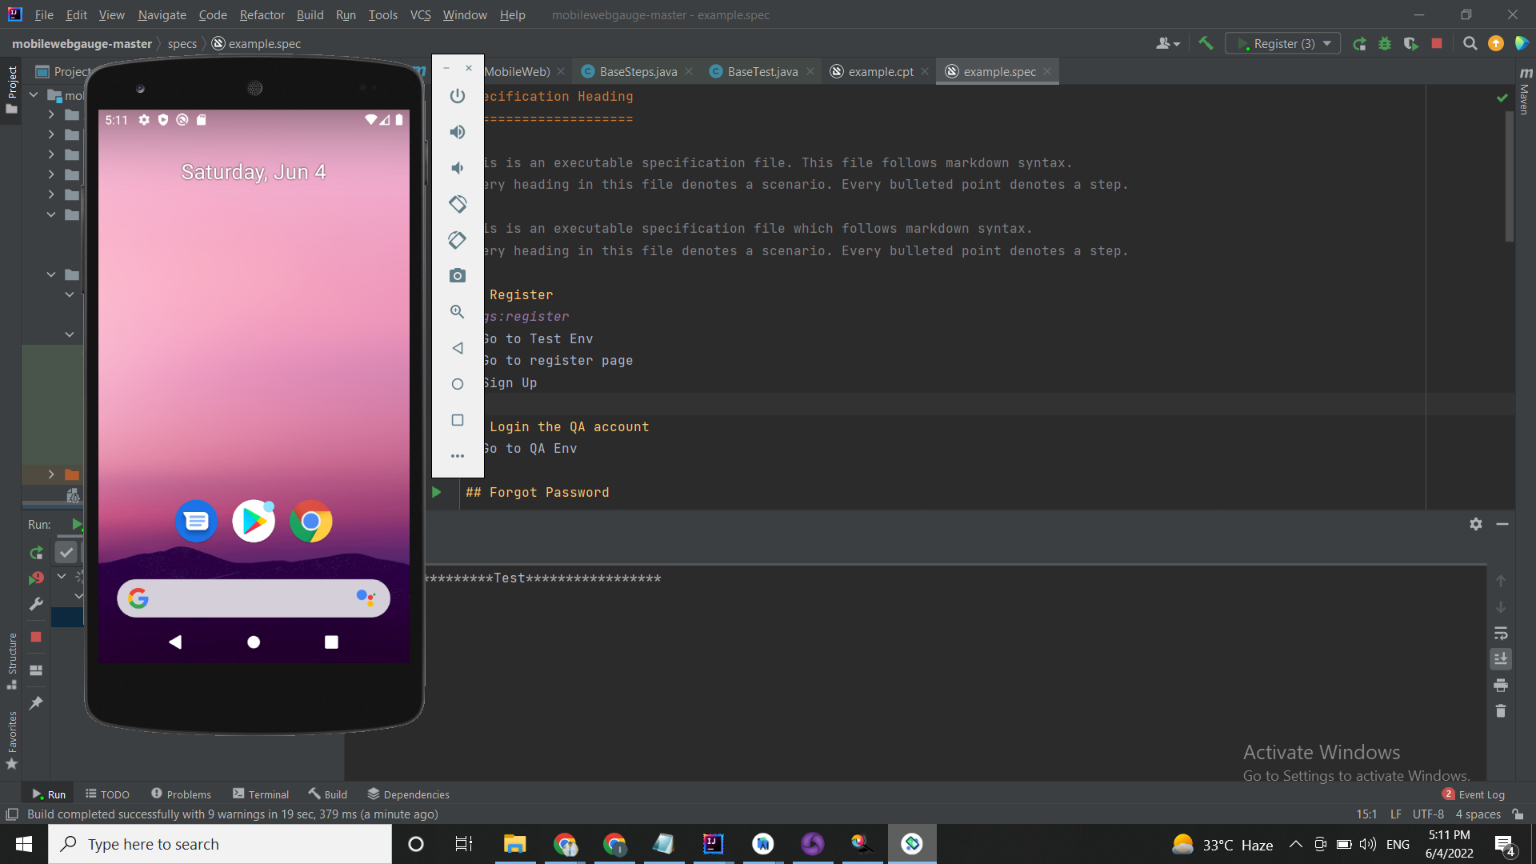 File Edit View Navigate Code Refactor Build Run Tools VCS Window Help mobilewebgauge-master - example.spec
mobilewebgauge-master specs example.spec
Register (3)
Project
MobileWeb)
BaseSteps.java
BaseTest.java
example.cpt
example.spec
Project
Maven
mol
ecification Heading
===================
is is an executable specification file. This file follows markdown syntax.
ery heading in this file denotes a scenario. Every bulleted point denotes a step.
is is an executable specification file which follows markdown syntax.
ery heading in this file denotes a scenario. Every bulleted point denotes a step.
Register
gs:register
Go to Test Env
Go to register page
Sign Up
Login the QA account
Go to QA Env
## Forgot Password
5:11
Saturday, Jun 4
Run:
*********Test*****************
Structure
Favorites
Activate Windows
Go to Settings to activate Windows.
Run TODO Problems Terminal Build Dependencies
2 Event Log
Build completed successfully with 9 warnings in 19 sec, 379 ms (a minute ago)
15:1 LF UTF-8 4 spaces
Type here to search
33°C Haze
ENG
5:11 PM
6/4/2022
4